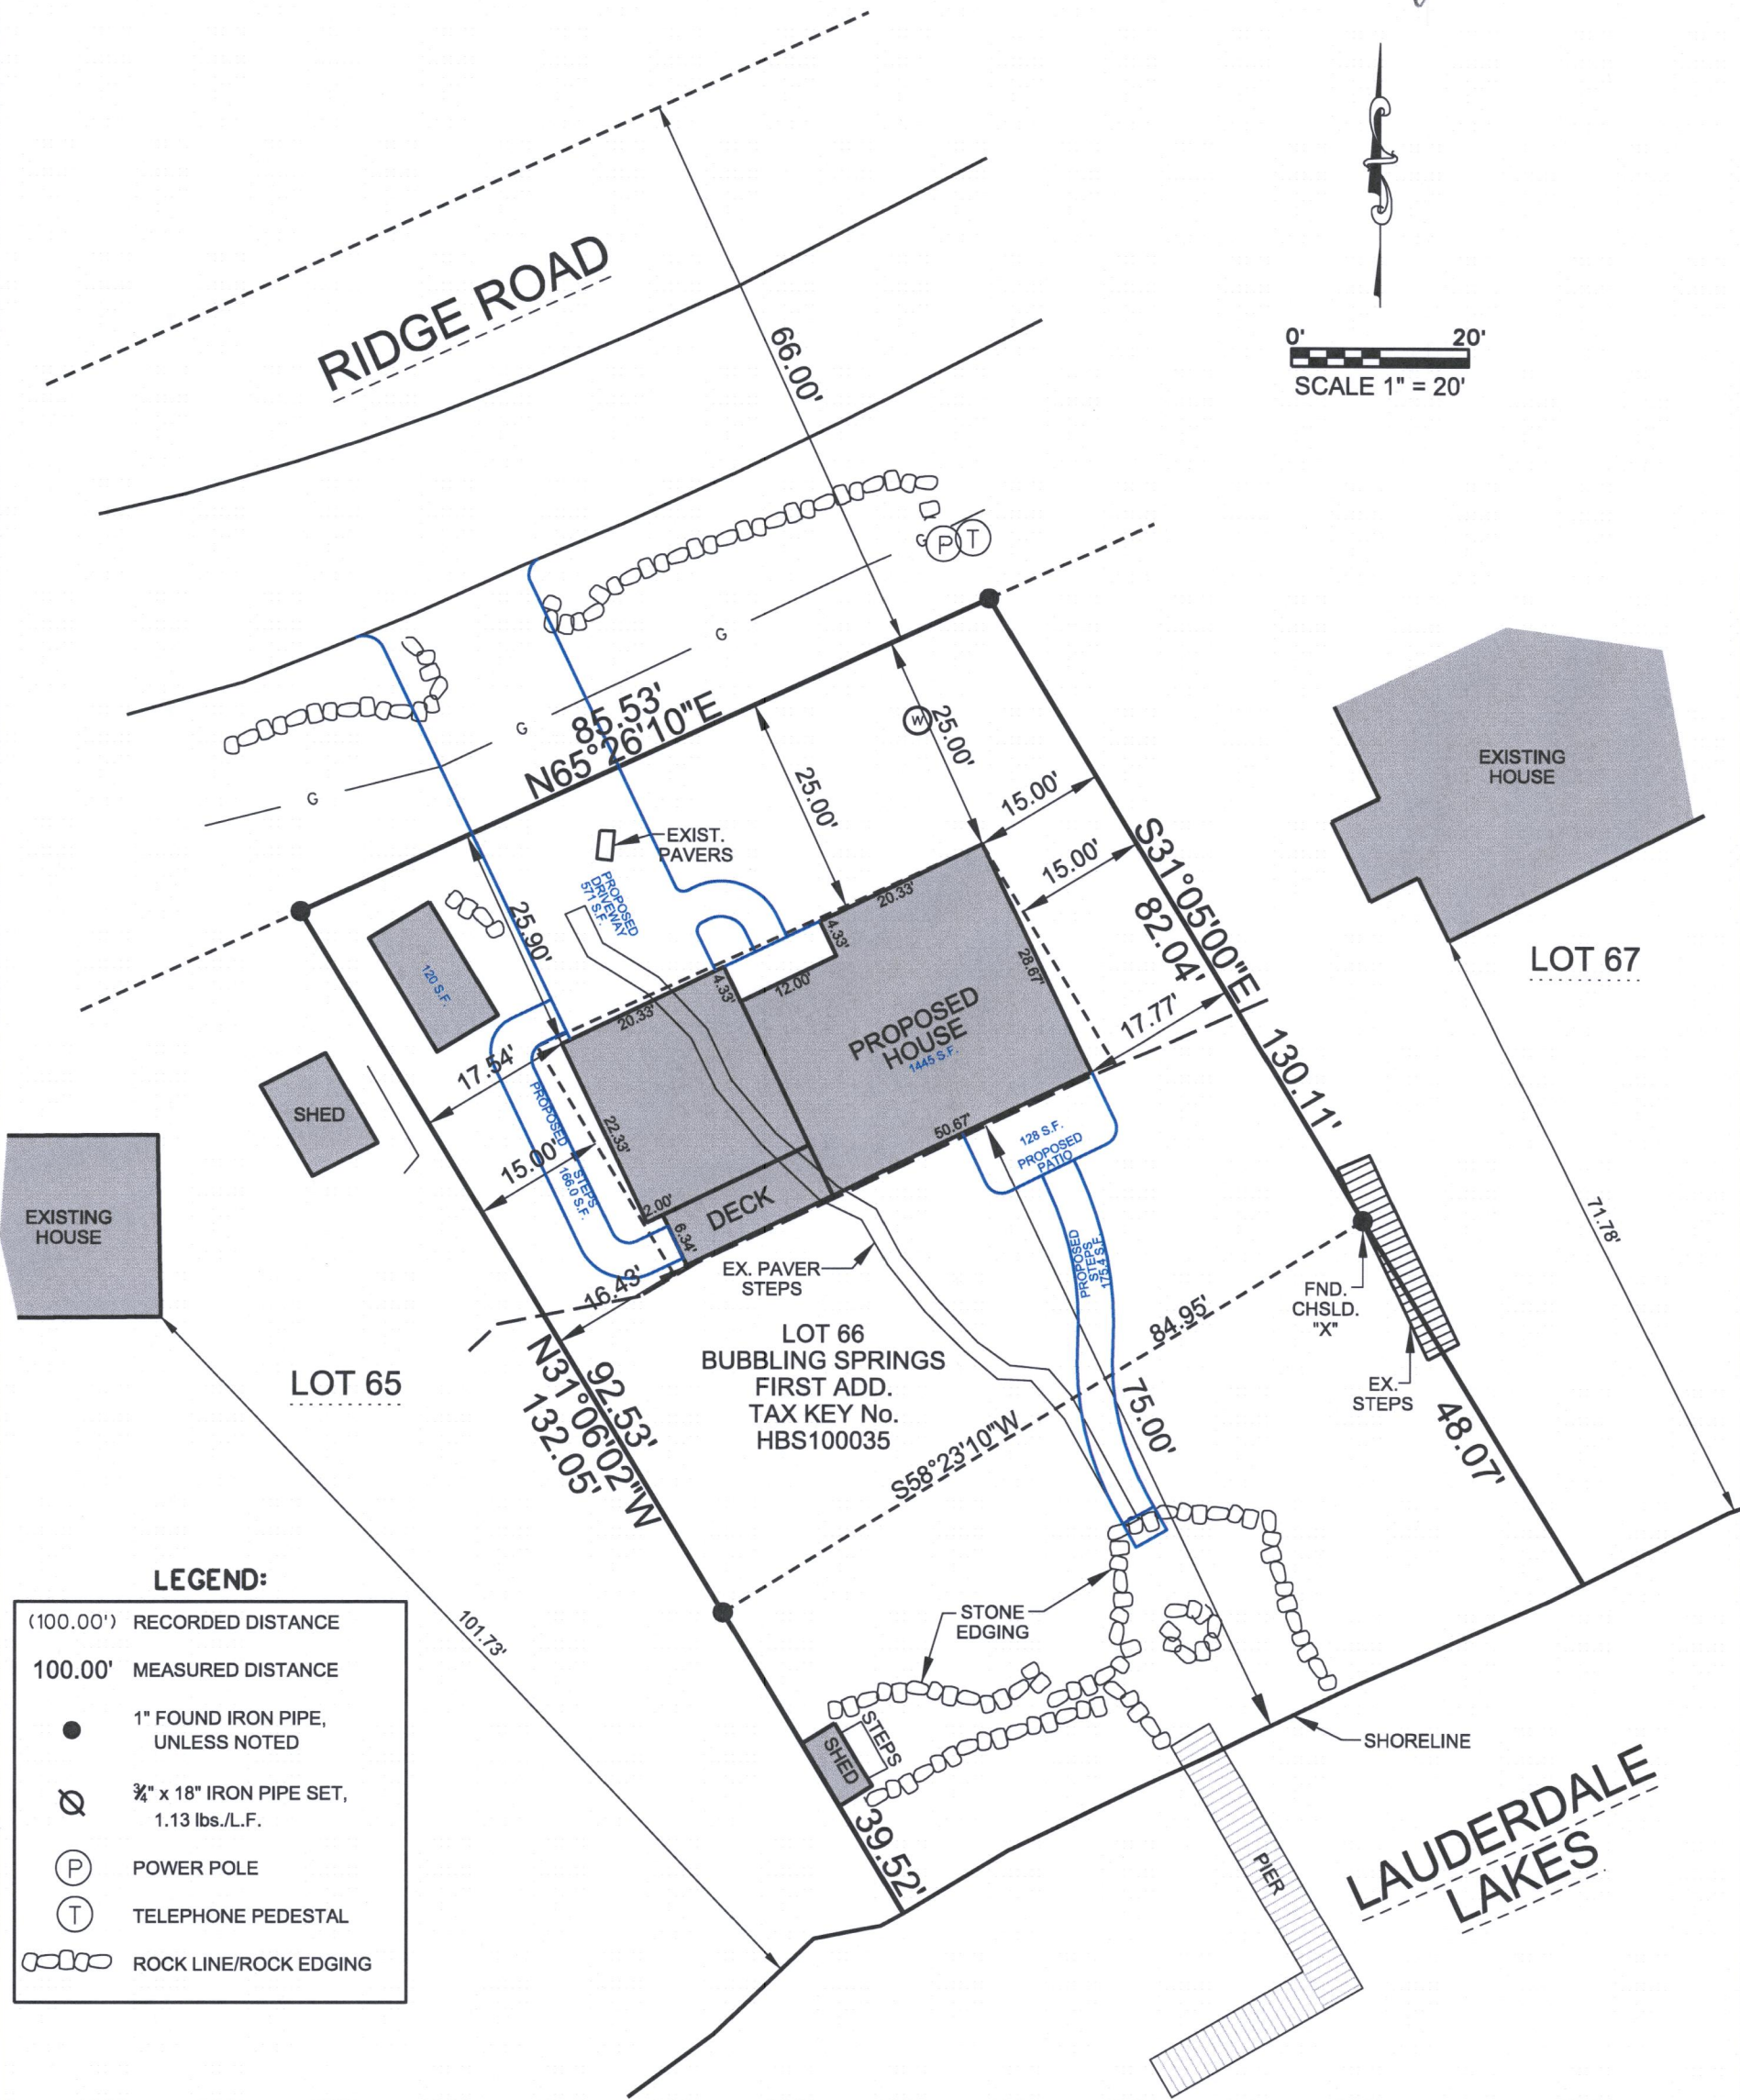 0' 20'
SCALE 1" = 20'
RIDGE ROAD
66.00'
G
P
T
G
G
G
85.53'
N65°26'10"E
W
25.00'
25.00'
15.00'
15.00'
S31°05'00"E
82.04'
130.11'
EXISTING
HOUSE
LOT 67
EXIST.
PAVERS
PROPOSED
DRIVEWAY
571 S.F.
25.90'
120 S.F.
20.33'
4.33'
4.33'
12.00'
20.33'
28.67'
PROPOSED
HOUSE
1445 S.F.
17.77'
17.54'
SHED
PROPOSED
STEPS
166.0 S.F.
22.33'
15.00'
50.67'
128 S.F.
PROPOSED
PATIO
2.00'
DECK
6.34'
EXISTING
HOUSE
16.43'
EX. PAVER
STEPS
PROPOSED
STEPS
175.4 S.F.
71.78'
FND.
CHSLD.
"X"
84.95'
LOT 66
BUBBLING SPRINGS
FIRST ADD.
TAX KEY No.
HBS100035
LOT 65
92.53'
N31°06'02"W
132.05'
75.00'
EX.
STEPS
48.07'
S58°23'10"W
LEGEND:
(100.00') RECORDED DISTANCE
100.00' MEASURED DISTANCE
1" FOUND IRON PIPE,
UNLESS NOTED
¾" x 18" IRON PIPE SET,
1.13 lbs./L.F.
P POWER POLE
T TELEPHONE PEDESTAL
ROCK LINE/ROCK EDGING
101.73'
STONE
EDGING
STEPS
SHED
SHORELINE
39.52'
PIER
LAUDERDALE
LAKES